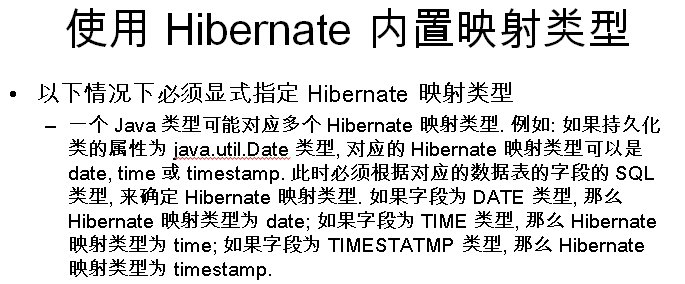 使用 Hibernate 内置映射类型
• 以下情况下必须显式指定 Hibernate 映射类型
– 一个 Java 类型可能对应多个 Hibernate 映射类型. 例如: 如果持久化
类的属性为 java.util.Date 类型, 对应的 Hibernate 映射类型可以是
date, time 或 timestamp. 此时必须根据对应的数据表的字段的 SQL
类型, 来确定 Hibernate 映射类型. 如果字段为 DATE 类型, 那么
Hibernate 映射类型为 date; 如果字段为 TIME 类型, 那么 Hibernate
映射类型为 time; 如果字段为 TIMESTATMP 类型, 那么 Hibernate
映射类型为 timestamp.